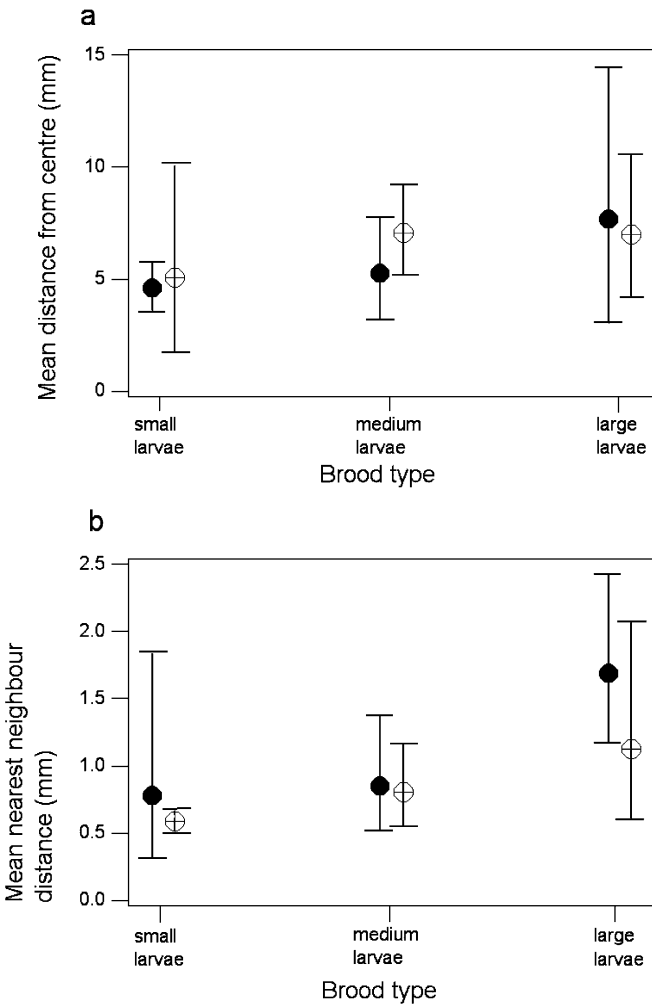 a
Mean distance from centre (mm)
15
10
5
0
small
larvae
medium
larvae
large
larvae
Brood type
b
Mean nearest neighbour
distance (mm)
2.5
2.0
1.5
1.0
0.5
0.0
small
larvae
medium
larvae
large
larvae
Brood type